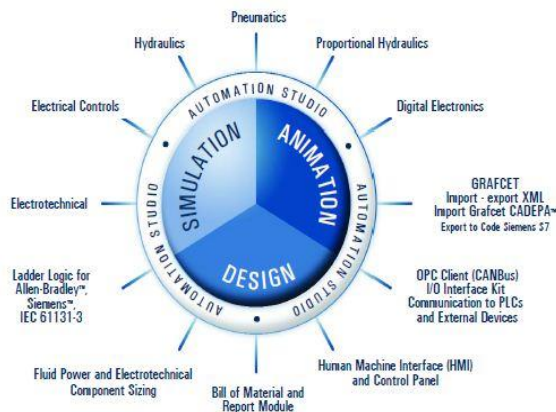 Pneumatics
Hydraulics
Proportional Hydraulics
Electrical Controls
Digital Electronics
Electrotechnical
GRAFCET
Import - export XML
Import Grafcet CADEPA™
Export to Code Siemens S7
Ladder Logic for
Allen-Bradley™,
Siemens™,
IEC 61131-3
OPC Client (CANBus)
I/O Interface Kit
Communication to PLCs
and External Devices
Fluid Power and Electrotechnical
Component Sizing
Bill of Material and
Report Module
Human Machine Interface (HMI)
and Control Panel
AUTOMATION STUDIO
AUTOMATION STUDIO
AUTOMATION STUDIO
SIMULATION
ANIMATION
DESIGN